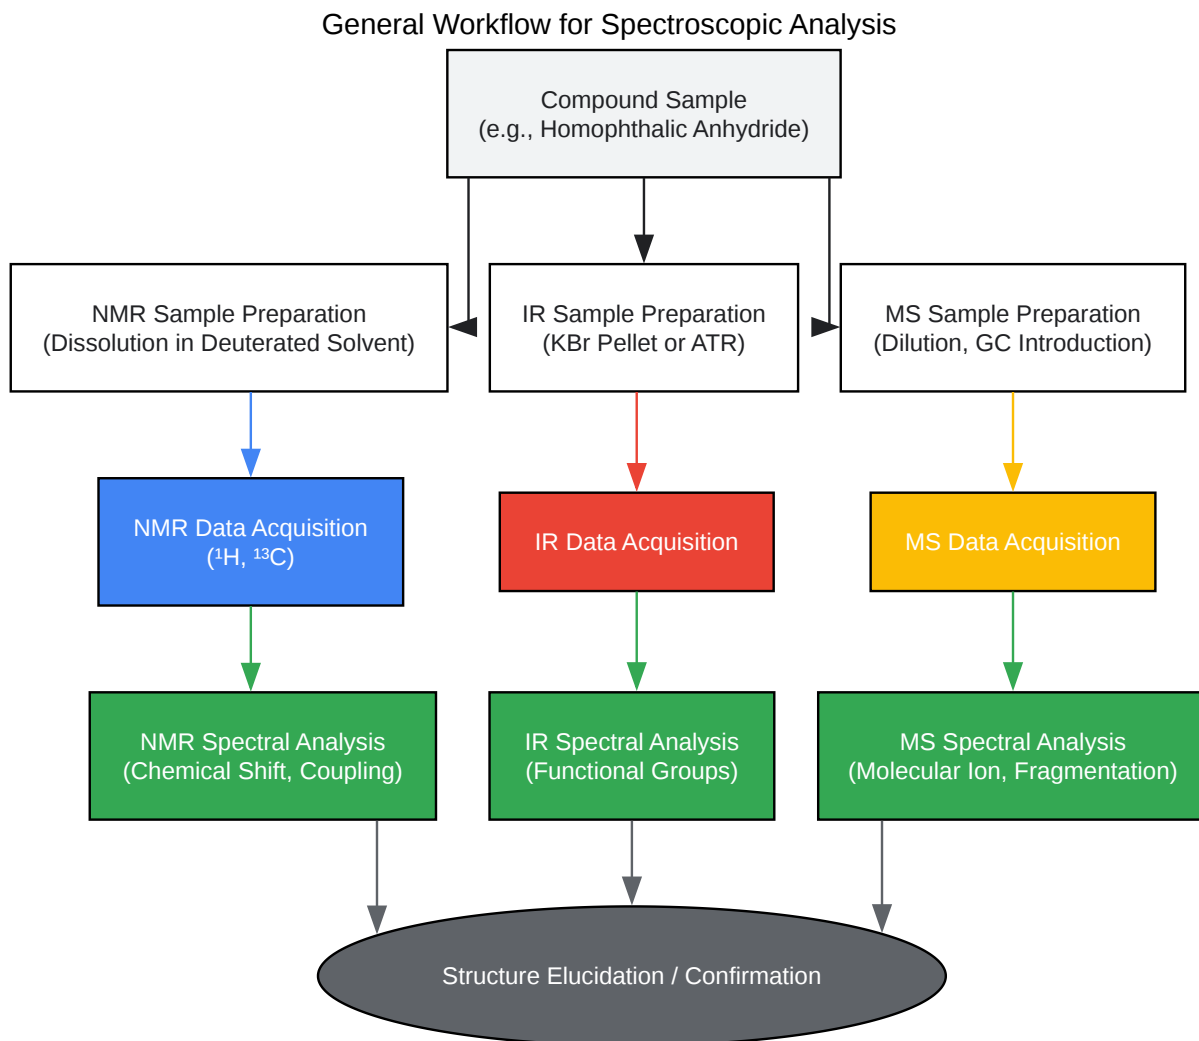 General Workflow for Spectroscopic Analysis
Compound Sample
(e.g., Homophthalic Anhydride)
NMR Sample Preparation
(Dissolution in Deuterated Solvent)
IR Sample Preparation
(KBr Pellet or ATR)
MS Sample Preparation
(Dilution, GC Introduction)
NMR Data Acquisition
(¹H, ¹³C)
IR Data Acquisition
MS Data Acquisition
NMR Spectral Analysis
(Chemical Shift, Coupling)
IR Spectral Analysis
(Functional Groups)
MS Spectral Analysis
(Molecular Ion, Fragmentation)
Structure Elucidation / Confirmation